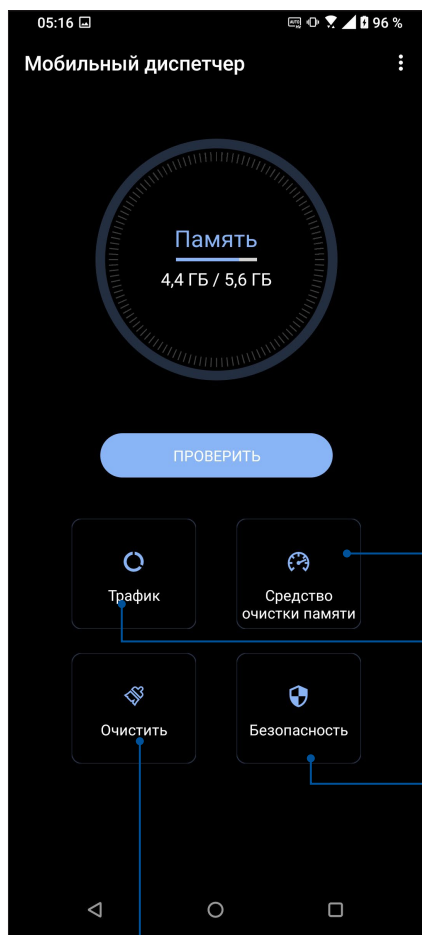 05:16
96 %
Мобильный диспетчер
Память
4,4 ГБ / 5,6 ГБ
ПРОВЕРИТЬ
Трафик
Средство
очистки памяти
Очистить
Безопасность